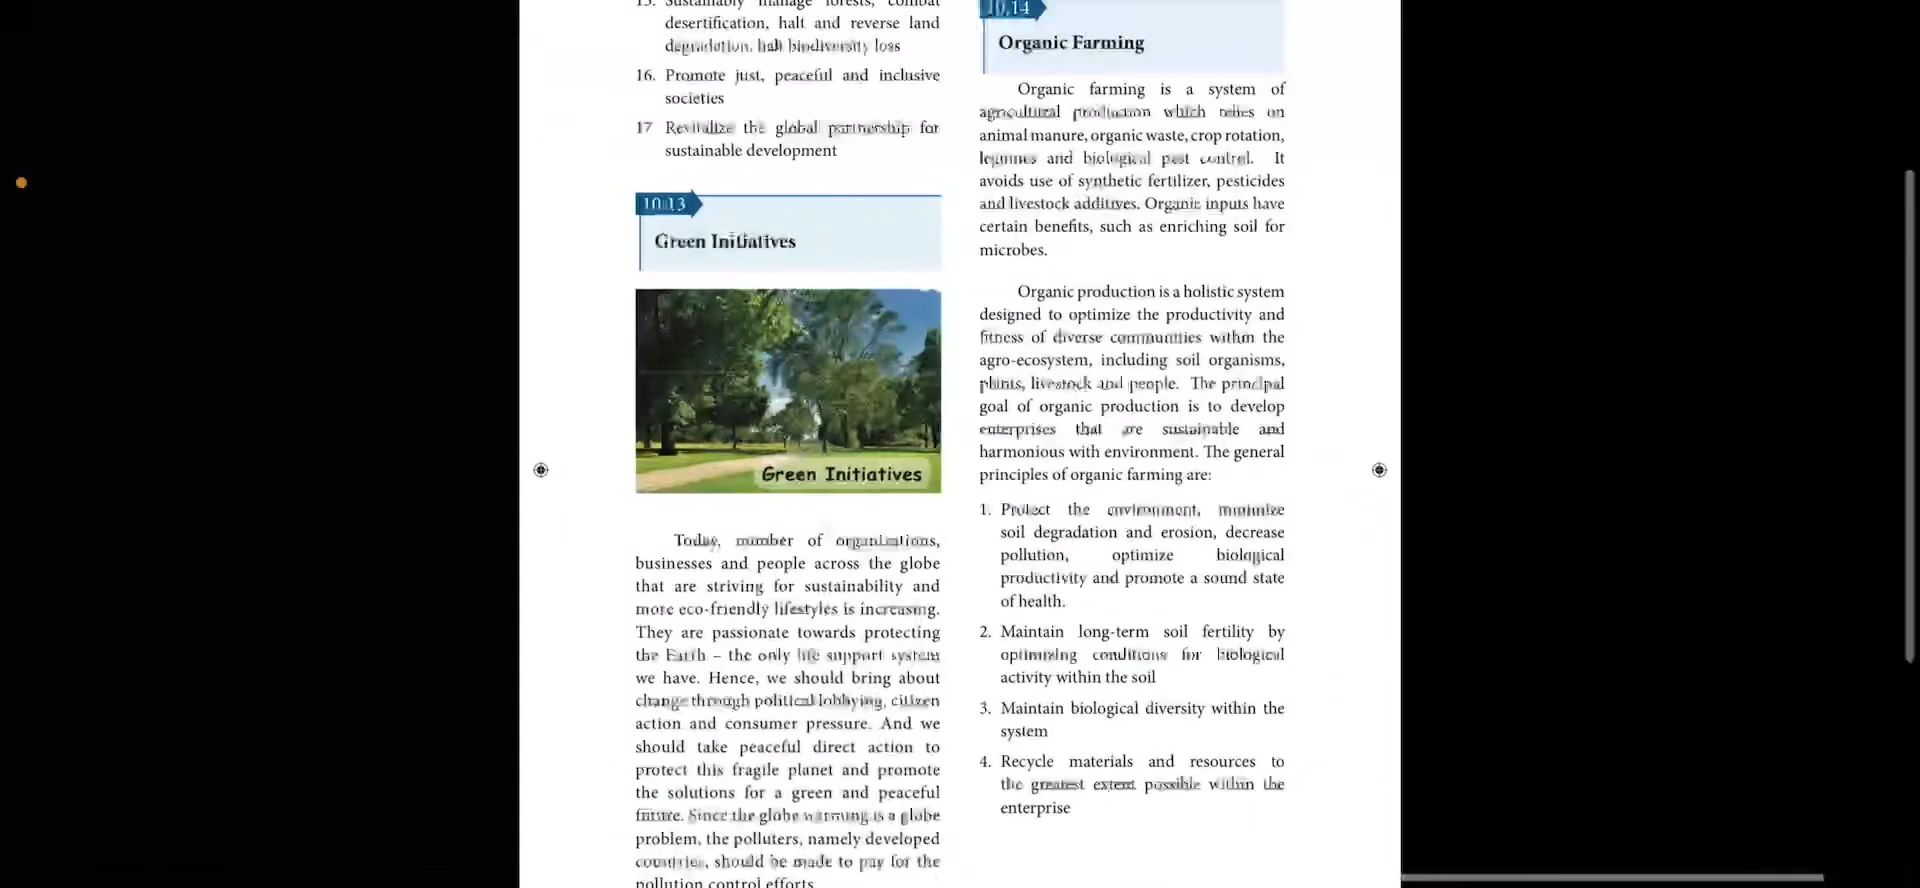 15. Sustainably manage forests, combat
desertification, halt and reverse land
degradation, halt biodiversity loss
16. Promote just, peaceful and inclusive
societies
17 Revitalize the global partnership for
sustainable development
10.13
Green Initiatives
Green Initiatives
Today, number of organizations,
businesses and people across the globe
that are striving for sustainability and
more eco-friendly lifestyles is increasing.
They are passionate towards protecting
the Earth – the only life support system
we have. Hence, we should bring about
change through political lobbying, citizen
action and consumer pressure. And we
should take peaceful direct action to
protect this fragile planet and promote
the solutions for a green and peaceful
future. Since the globe warming is a globe
problem, the polluters, namely developed
countries, should be made to pay for the
pollution control efforts
10.14
Organic Farming
Organic farming is a system of
agricultural production which relies on
animal manure, organic waste, crop rotation,
legumes and biological pest control. It
avoids use of synthetic fertilizer, pesticides
and livestock additives. Organic inputs have
certain benefits, such as enriching soil for
microbes.
Organic production is a holistic system
designed to optimize the productivity and
fitness of diverse communities within the
agro-ecosystem, including soil organisms,
plants, livestock and people. The principal
goal of organic production is to develop
enterprises that are sustainable and
harmonious with environment. The general
principles of organic farming are:
1. Protect the environment, minimize
soil degradation and erosion, decrease
pollution, optimize biological
productivity and promote a sound state
of health.
2. Maintain long-term soil fertility by
optimizing conditions for biological
activity within the soil
3. Maintain biological diversity within the
system
4. Recycle materials and resources to
the greatest extent possible within the
enterprise